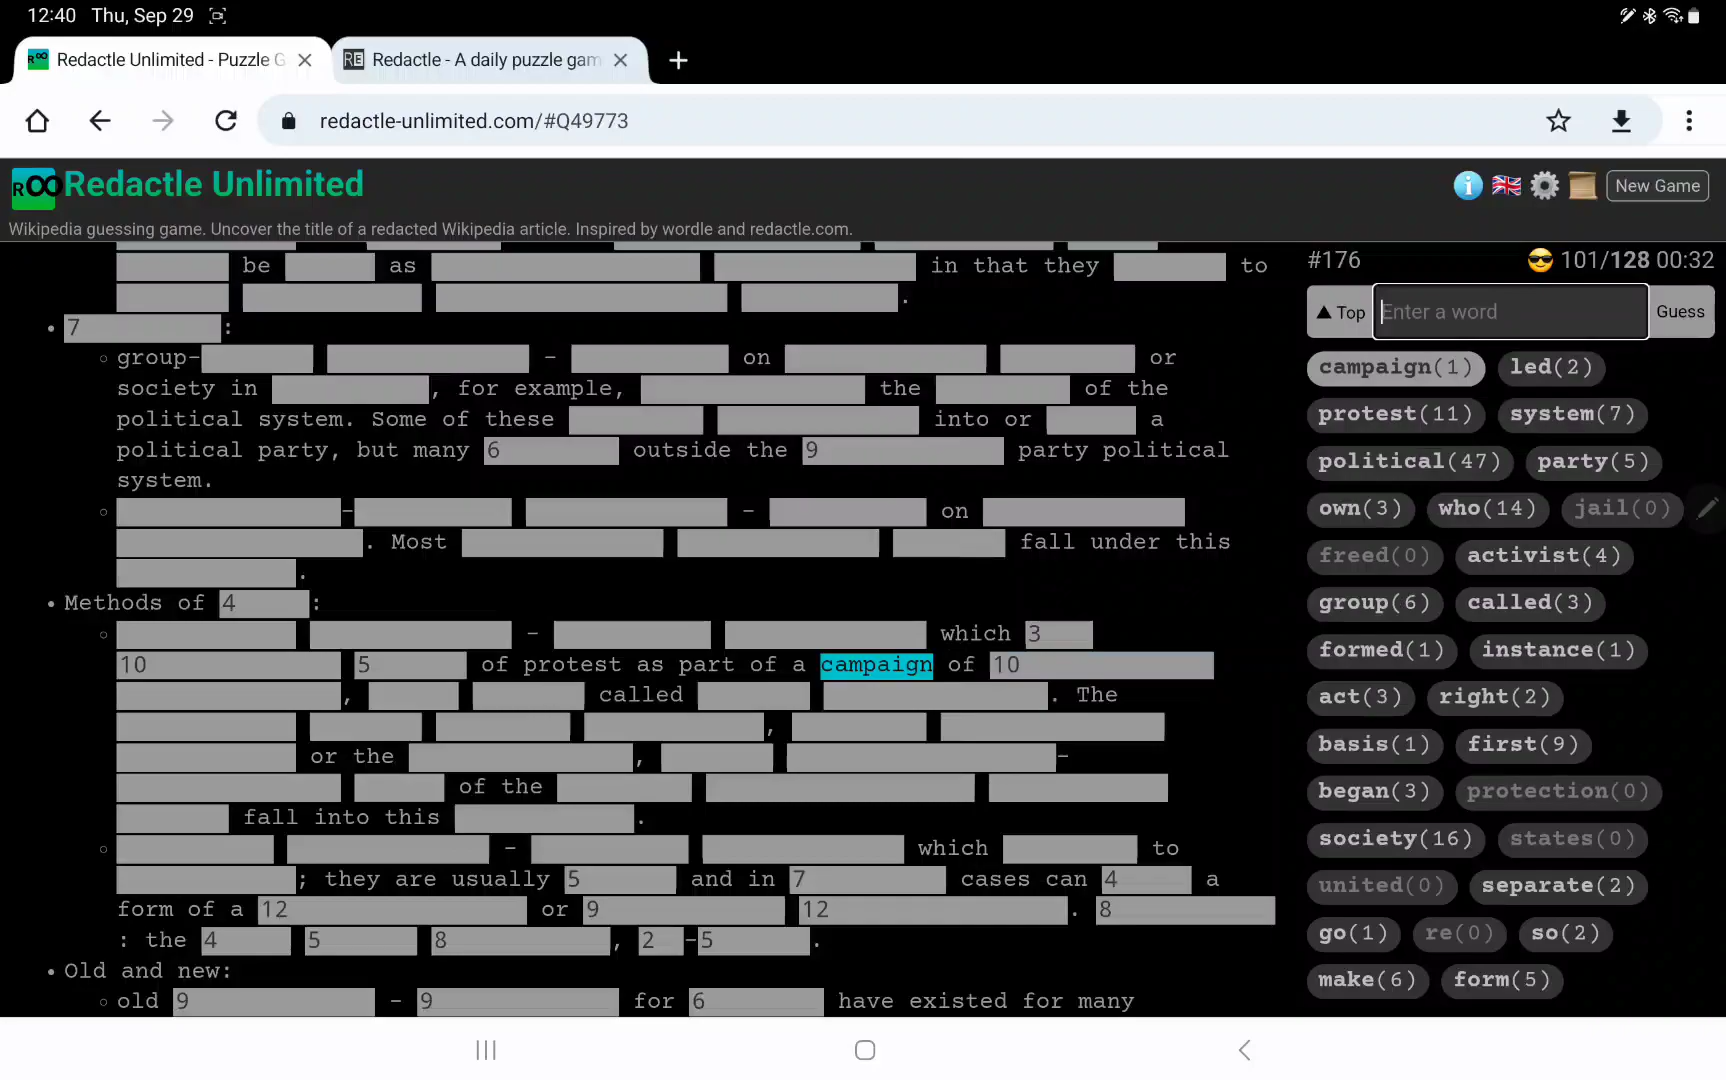 12:40 Thu, Sep 29
Redactle Unlimited - Puzzle G
Redactle - A daily puzzle gam
redactle-unlimited.com/#Q49773
Redactle Unlimited
New Game
Wikipedia guessing game. Uncover the title of a redacted Wikipedia article. Inspired by wordle and redactle.com.
be as in that they to
.
7 :
group- - on or
society in , for example, the of the
political system. Some of these into or a
political party, but many 6 outside the 9 party political
system.
- - on
. Most fall under this
.
Methods of 4 :
- which 3
10 5 of protest as part of a campaign of 10
, called . The
,
or the , -
of the
fall into this .
- which to
; they are usually 5 and in 7 cases can 4 a
form of a 12 or 9 12 . 8
: the 4 5 8 , 2 -5 .
Old and new:
old 9 - 9 for 6 have existed for many
#176 101/128 00:32
▲ Top Enter a word Guess
campaign(1) led(2)
protest(11) system(7)
political(47) party(5)
own(3) who(14) jail(0)
freed(0) activist(4)
group(6) called(3)
formed(1) instance(1)
act(3) right(2)
basis(1) first(9)
began(3) protection(0)
society(16) states(0)
united(0) separate(2)
go(1) re(0) so(2)
make(6) form(5)